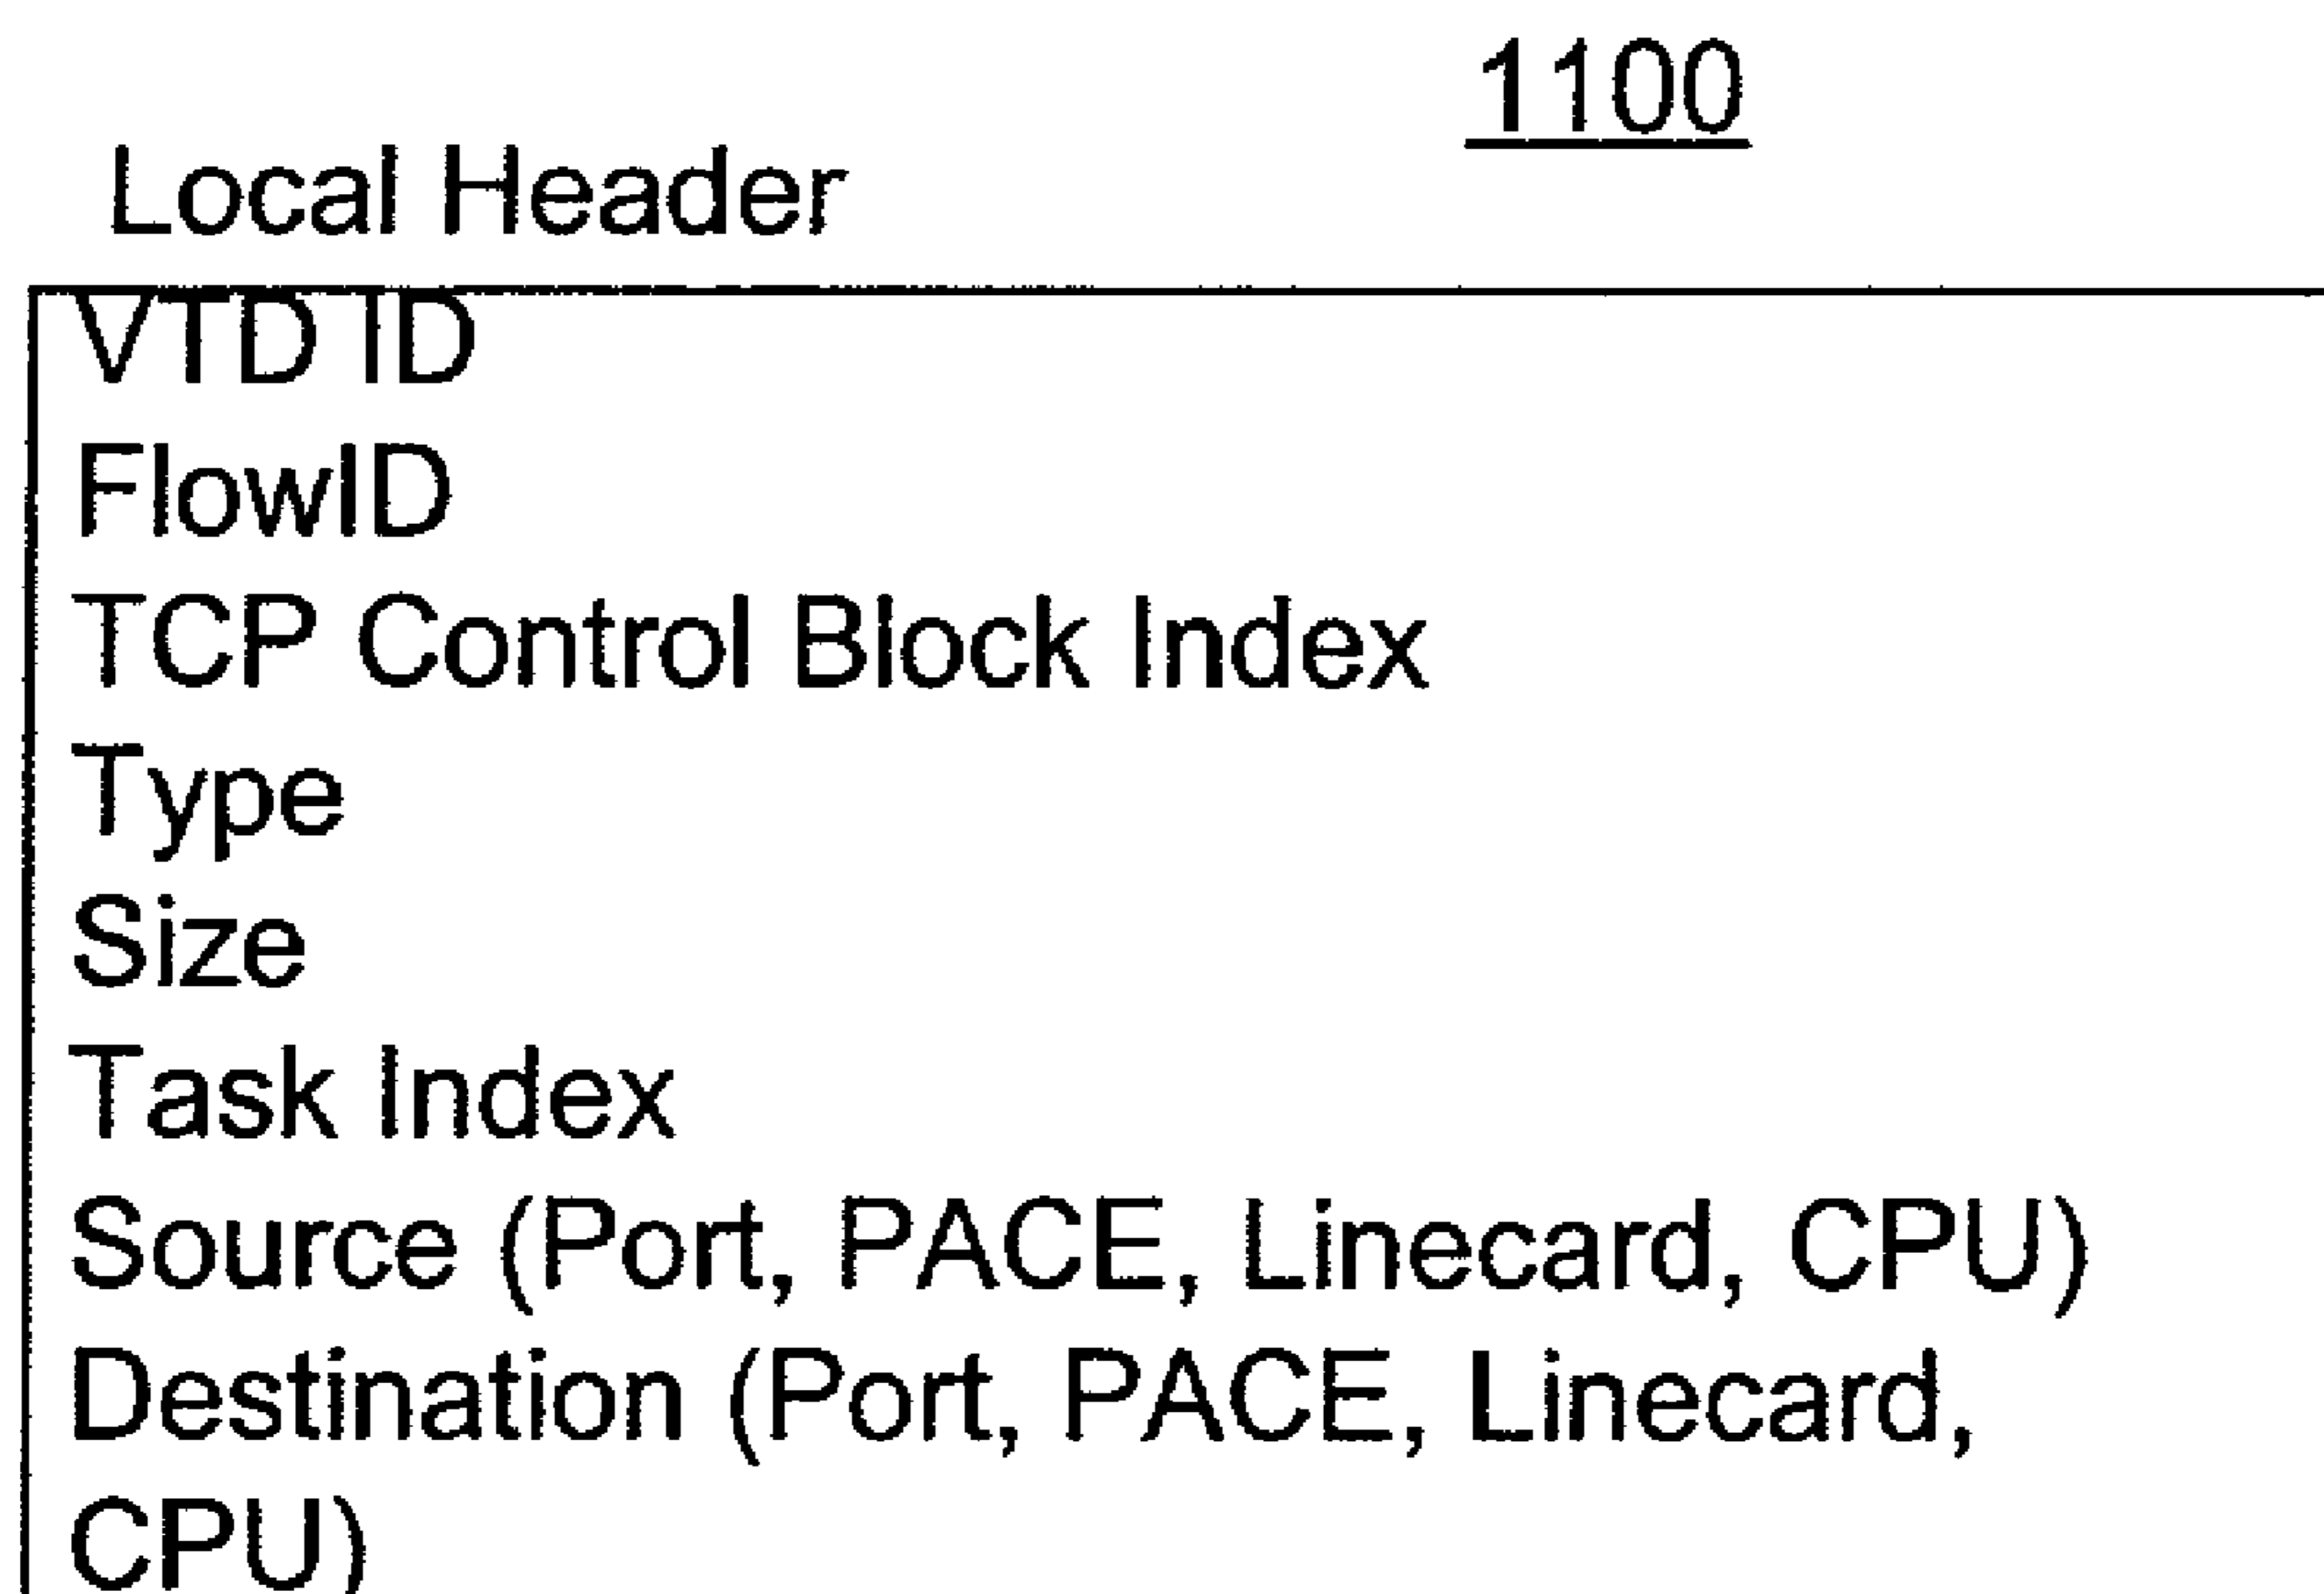 1100
Local Header
VTD ID
FlowID
TCP Control Block Index
Type
Size
Task Index
Source (Port, PACE, Linecard, CPU)
Destination (Port, PACE, Linecard,
CPU)